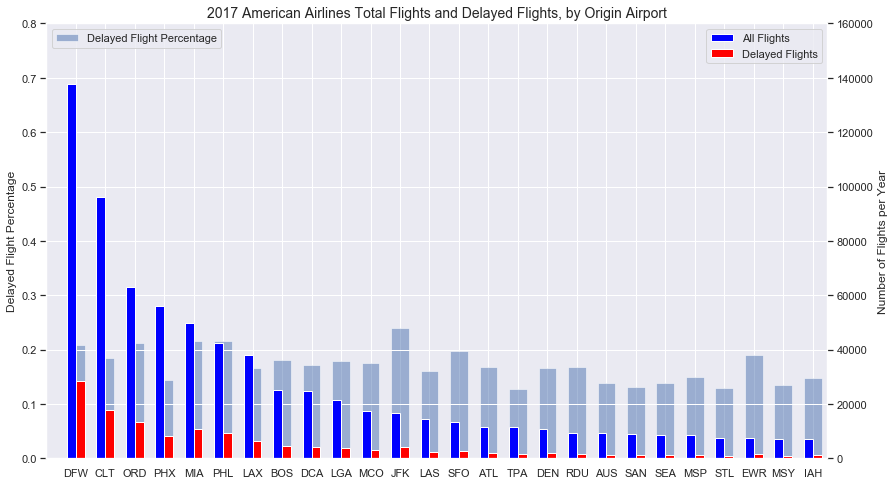 2017 American Airlines Total Flights and Delayed Flights, by Origin Airport
Delayed Flight Percentage
All Flights
Delayed Flights
Delayed Flight Percentage
0.8
0.7
0.6
0.5
0.4
0.3
0.2
0.1
0.0
160000
140000
120000
100000
80000
60000
40000
20000
0
Number of Flights per Year
DFW CLT ORD PHX MIA PHL LAX BOS DCA LGA MCO JFK LAS SFO ATL TPA DEN RDU AUS SAN SEA MSP STL EWR MSY IAH